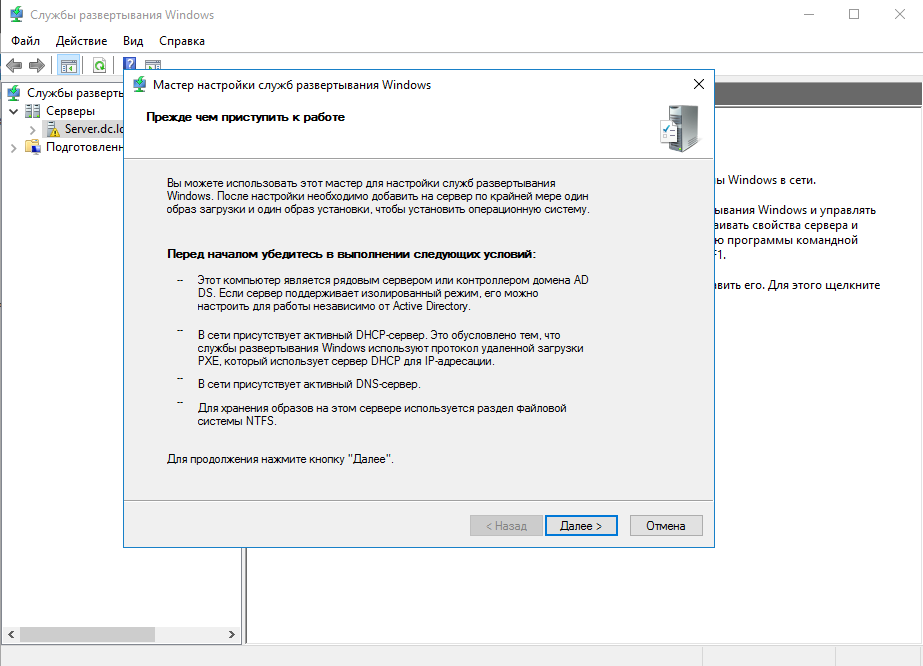 Службы развертывания Windows
Файл Действие Вид Справка
Службы разверть
Серверы
Server.dc.lo
Подготовленн
Мастер настройки служб развертывания Windows
Прежде чем приступить к работе
Вы можете использовать этот мастер для настройки служб развертывания
Windows. После настройки необходимо добавить на сервер по крайней мере один
образ загрузки и один образ установки, чтобы установить операционную систему.
Перед началом убедитесь в выполнении следующих условий:
– Этот компьютер является рядовым сервером или контроллером домена AD
DS. Если сервер поддерживает изолированный режим, его можно
настроить для работы независимо от Active Directory.
– В сети присутствует активный DHCP-сервер. Это обусловлено тем, что
службы развертывания Windows используют протокол удаленной загрузки
PXE, который использует сервер DHCP для IP-адресации.
– В сети присутствует активный DNS-сервер.
– Для хранения образов на этом сервере используется раздел файловой
системы NTFS.
Для продолжения нажмите кнопку "Далее".
< Назад Далее > Отмена
ы Windows в сети.
ывания Windows и управлять
аивать свойства сервера и
ю программы командной
F1.
авить его. Для этого щелкните